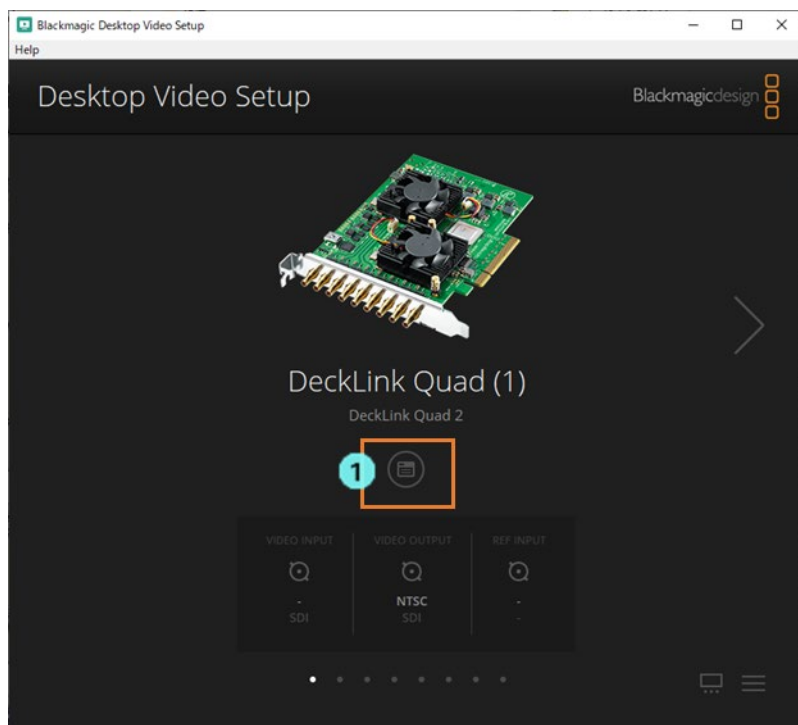 Blackmagic Desktop Video Setup
Help
Desktop Video Setup
Blackmagicdesign
DeckLink Quad (1)
DeckLink Quad 2
1
VIDEO INPUT VIDEO OUTPUT REF INPUT
- NTSC -
SDI SDI -